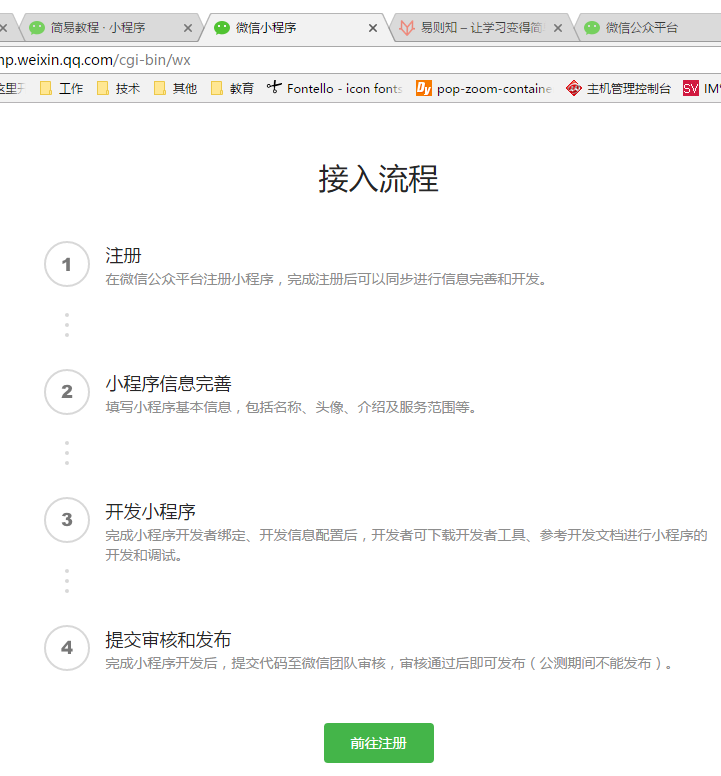 简易教程 · 小程序
微信小程序
易则知 – 让学习变得简
微信公众平台
np.weixin.qq.com/cgi-bin/wx
这里开
工作
技术
其他
教育
Fontello - icon fonts
Dy
pop-zoom-containe
主机管理控制台
SV
IM
接入流程
1
注册
在微信公众平台注册小程序，完成注册后可以同步进行信息完善和开发。
2
小程序信息完善
填写小程序基本信息，包括名称、头像、介绍及服务范围等。
3
开发小程序
完成小程序开发者绑定、开发信息配置后，开发者可下载开发者工具、参考开发文档进行小程序的
开发和调试。
4
提交审核和发布
完成小程序开发后，提交代码至微信团队审核，审核通过后即可发布（公测期间不能发布）。
前往注册